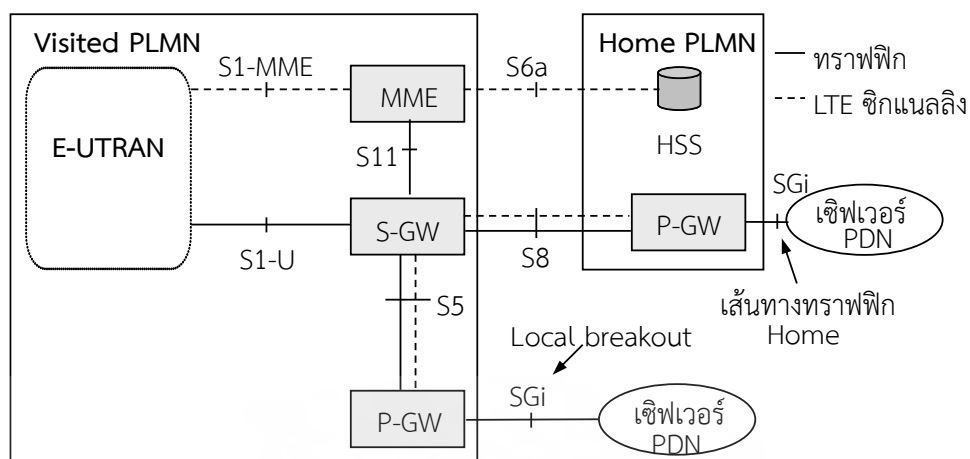 Visited PLMN
Home PLMN
ทราฟฟิก
LTE ซิกแนลลิง
S1-MME
S6a
MME
HSS
E-UTRAN
S11
SGi
S-GW
P-GW
เซิฟเวอร์
PDN
S1-U
S8
S5
เส้นทางทราฟฟิก
Home
Local breakout
P-GW
SGi
เซิฟเวอร์
PDN